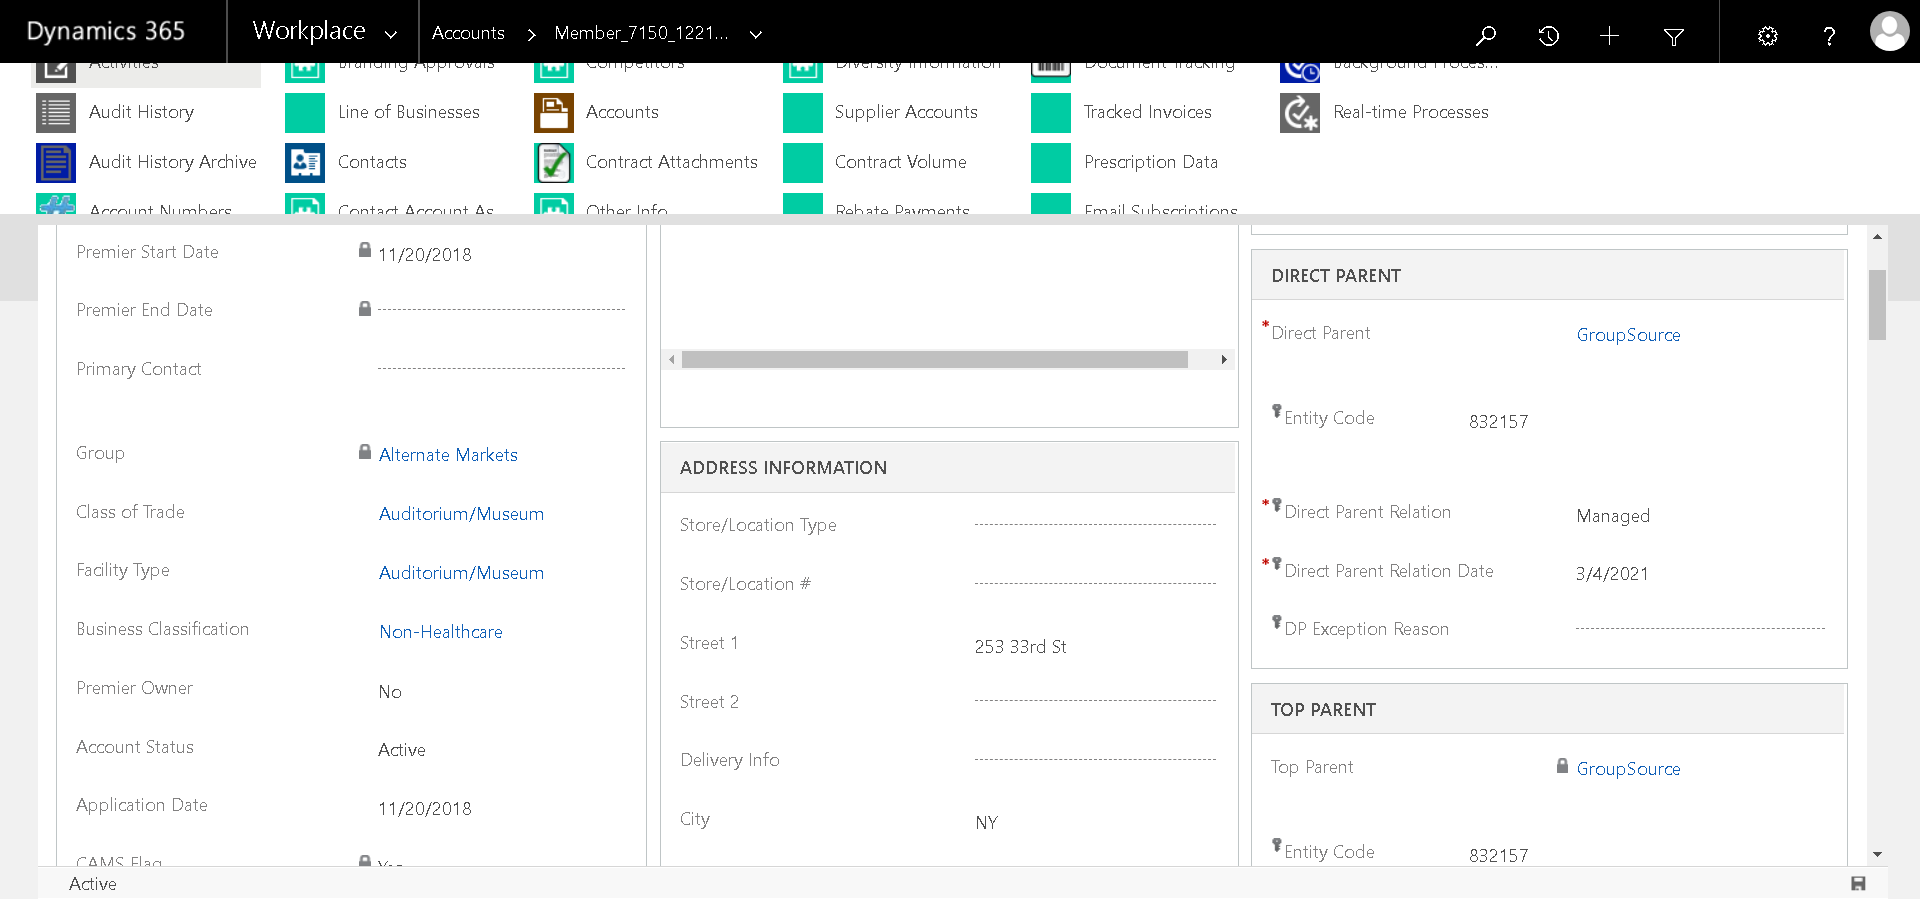 Dynamics 365
Workplace
Accounts
Member_7150_1221...
Activities
Branding Approvals
Competitors
Diversity Information
Document Tracking
Background Proces...
Audit History
Line of Businesses
Accounts
Supplier Accounts
Tracked Invoices
Real-time Processes
Audit History Archive
Contacts
Contract Attachments
Contract Volume
Prescription Data
Account Numbers
Contact Account As
Other Info
Rebate Payments
Email Subscriptions
Premier Start Date
11/20/2018
Premier End Date
Primary Contact
Group
Alternate Markets
Class of Trade
Auditorium/Museum
Facility Type
Auditorium/Museum
Business Classification
Non-Healthcare
Premier Owner
No
Account Status
Active
Application Date
11/20/2018
CAMS Flag
Yes
ADDRESS INFORMATION
Store/Location Type
Store/Location #
Street 1
253 33rd St
Street 2
Delivery Info
City
NY
DIRECT PARENT
*Direct Parent
GroupSource
Entity Code
832157
*Direct Parent Relation
Managed
*Direct Parent Relation Date
3/4/2021
DP Exception Reason
TOP PARENT
Top Parent
GroupSource
Entity Code
832157
Active